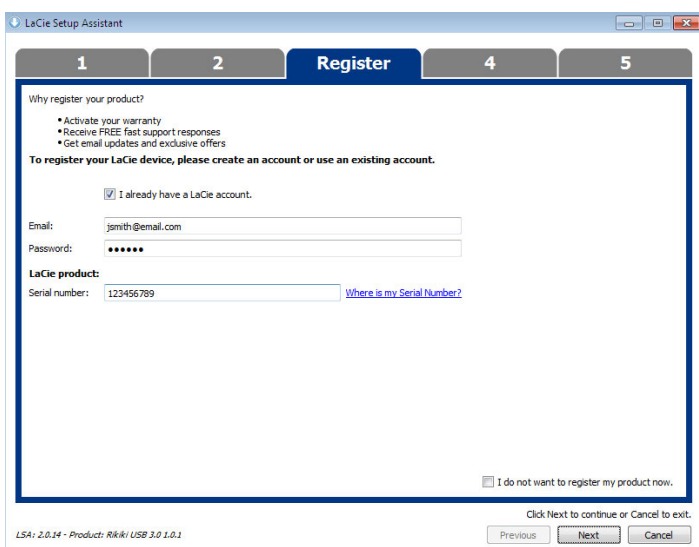 LaCie Setup Assistant
1 2 Register 4 5
Why register your product?
• Activate your warranty
• Receive FREE fast support responses
• Get email updates and exclusive offers
To register your LaCie device, please create an account or use an existing account.
I already have a LaCie account.
Email: jsmith@email.com
Password: ••••••
LaCie product:
Serial number: 123456789 Where is my Serial Number?
I do not want to register my product now.
Click Next to continue or Cancel to exit.
LSA: 2.0.14 - Product: Rikiki USB 3.0 1.0.1 Previous Next Cancel